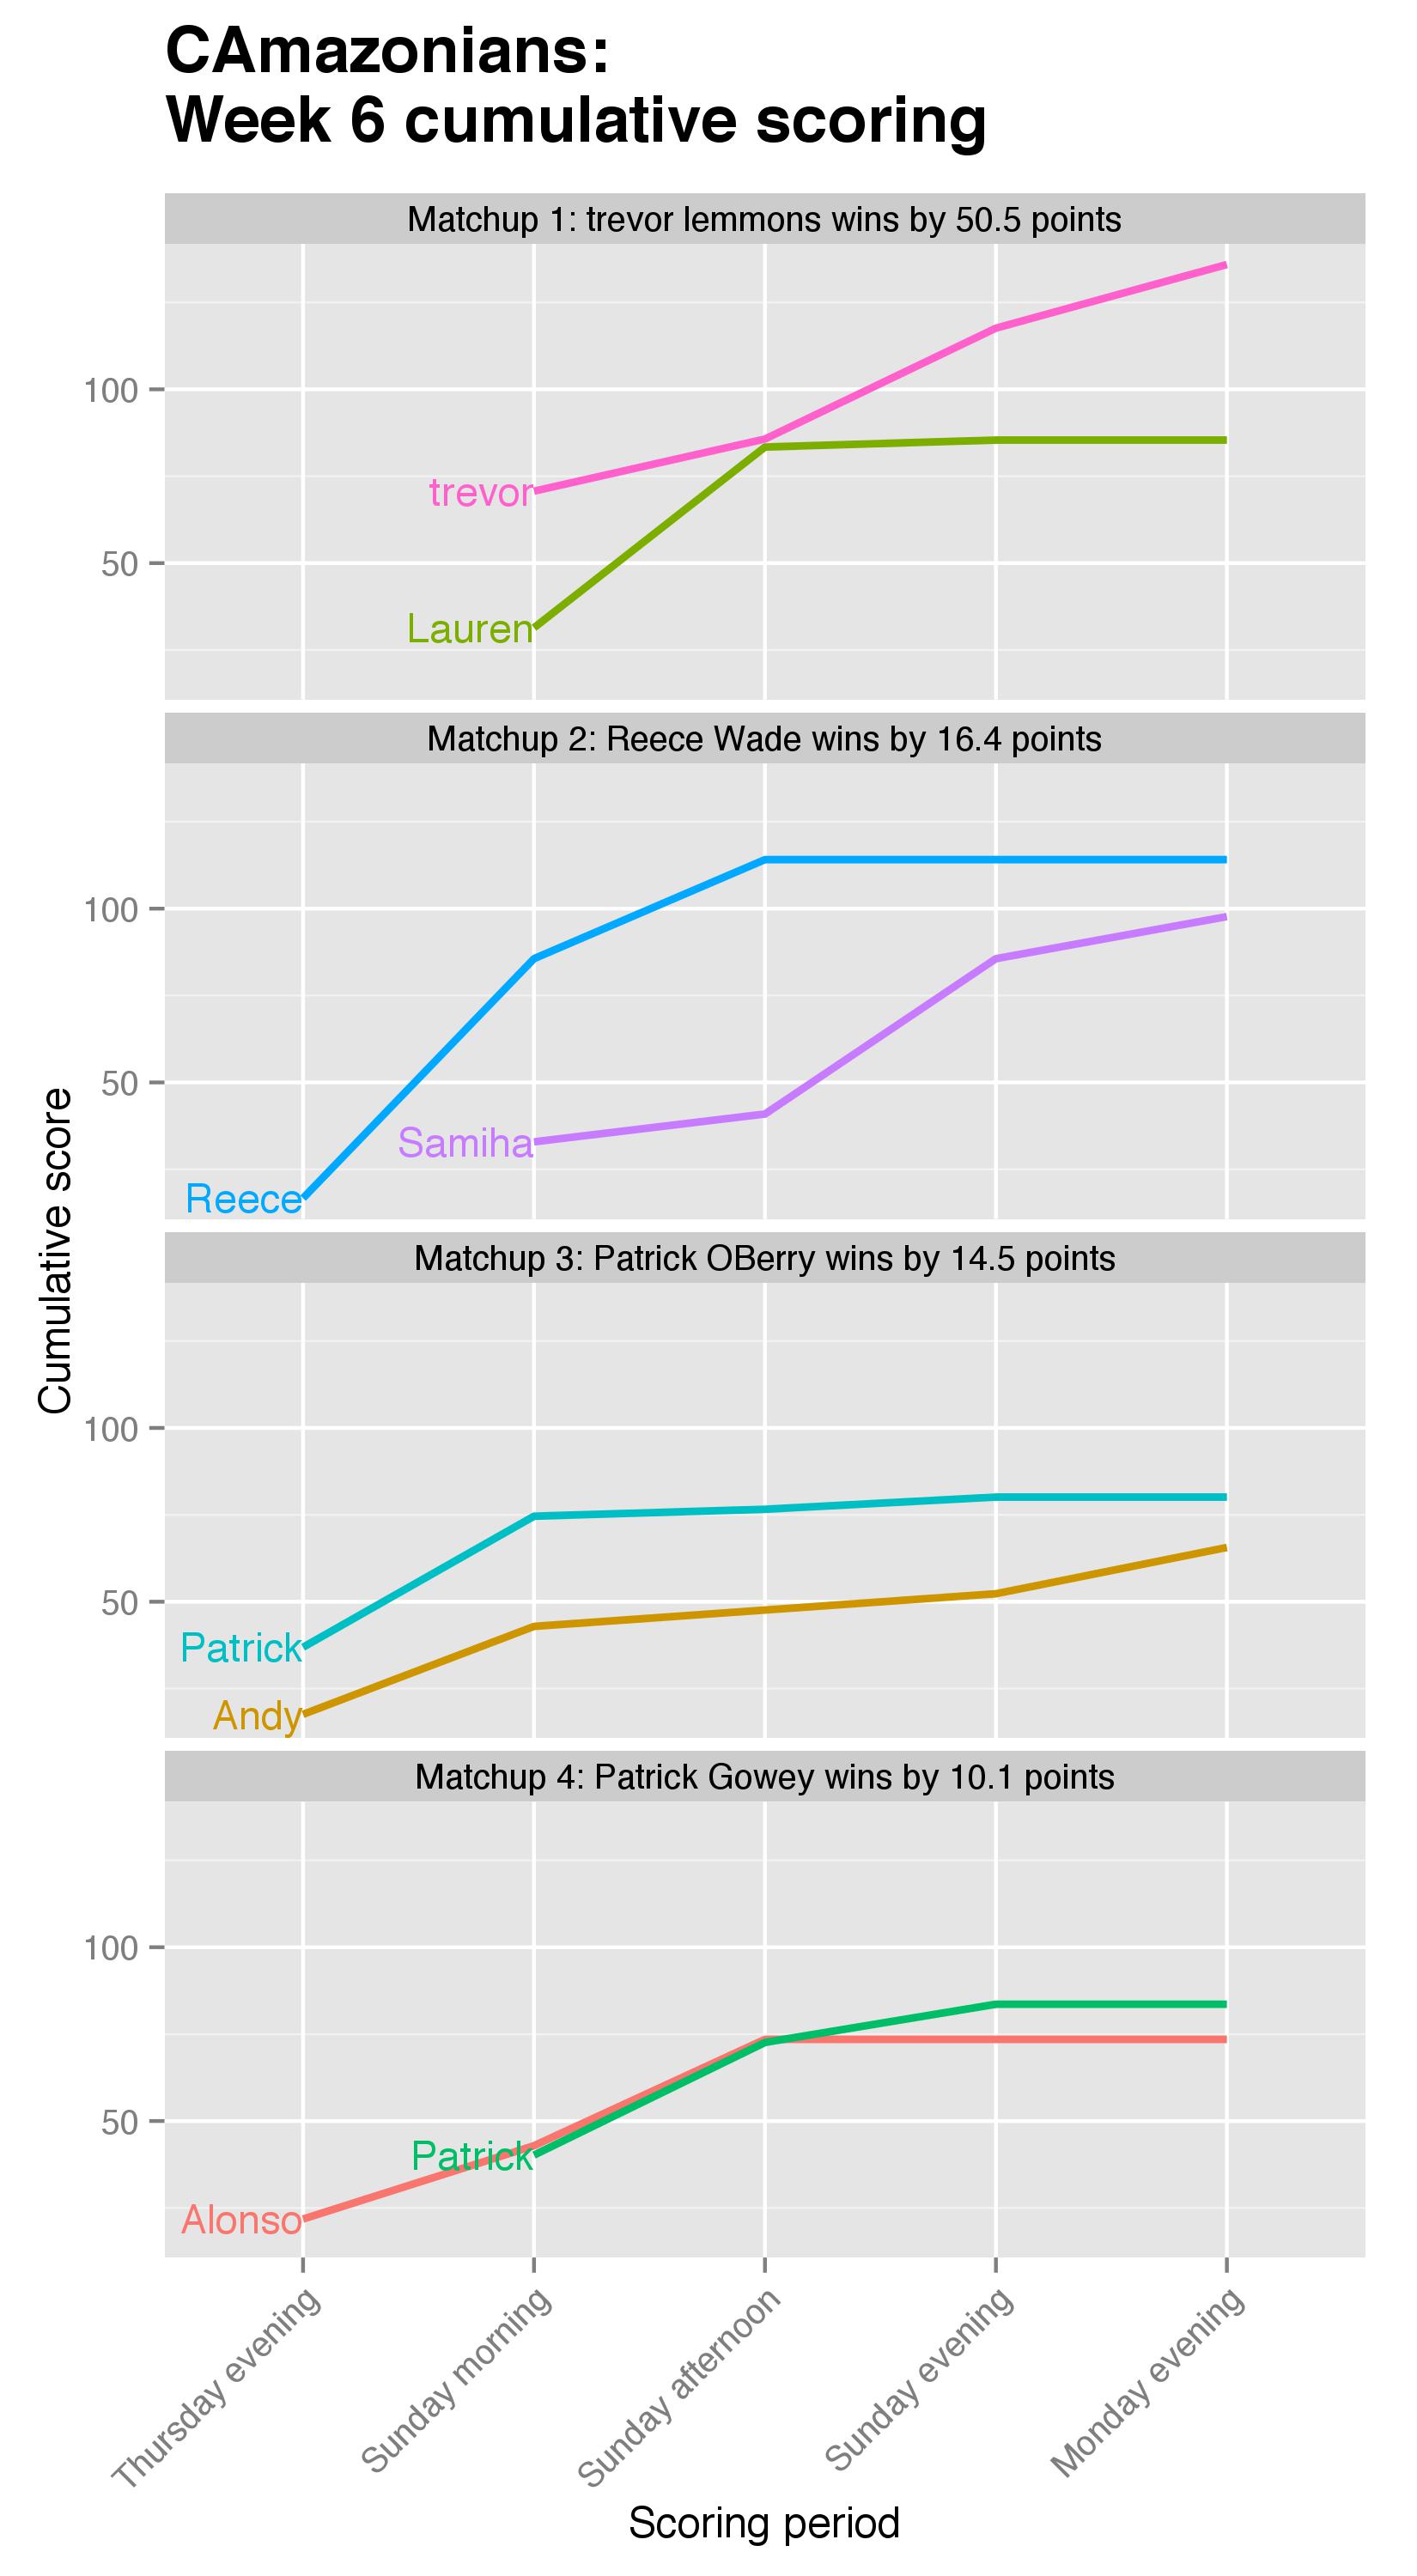 CAmazonians:
Week 6 cumulative scoring
Matchup 1: trevor lemmons wins by 50.5 points
100
50
trevor
Lauren
Matchup 2: Reece Wade wins by 16.4 points
100
50
Samiha
Reece
Cumulative score
Matchup 3: Patrick OBerry wins by 14.5 points
100
50
Patrick
Andy
Matchup 4: Patrick Gowey wins by 10.1 points
100
50
Patrick
Alonso
Thursday evening
Sunday morning
Sunday afternoon
Sunday evening
Monday evening
Scoring period